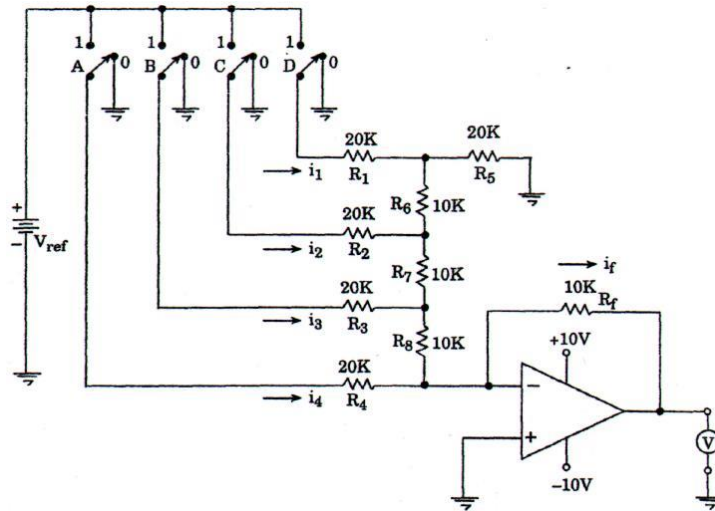 1 1 1 1
A 0 B 0 C 0 D 0
20K 20K
i1 R1 R5
R6 10K
+ 20K
Vref
− i2 R2
R7 10K if
20K 10K
i3 R3 Rf
R8 10K +10V
20K
i4 R4 −
+ V
−10V